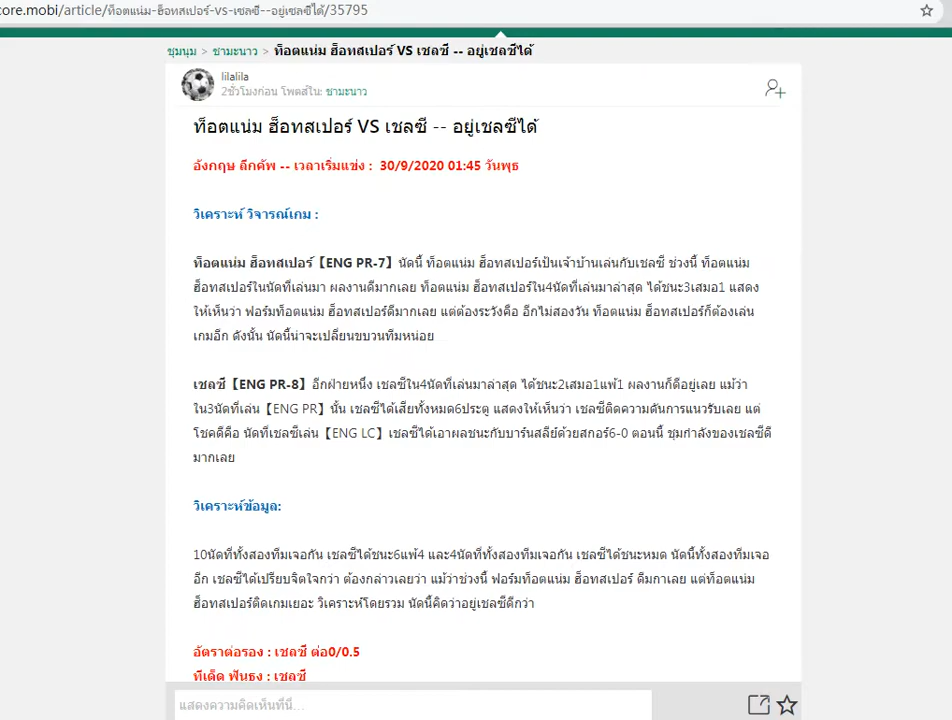 core.mobi/article/ท็อตแน่ม-ฮ็อทสเปอร์-vs-เชลซี--อยู่เชลซีได้/35795
ชุมนุม > ชามะนาว > ท็อตแน่ม ฮ็อทสเปอร์ VS เชลซี -- อยู่เชลซีได้
lilalila
2ชั่วโมงก่อน โพตส์ใน: ชามะนาว
ท็อตแน่ม ฮ็อทสเปอร์ VS เชลซี -- อยู่เชลซีได้
อังกฤษ ลีกคัพ -- เวลาเริ่มแข่ง : 30/9/2020 01:45 วันพุธ
วิเคราะห์ วิจารณ์เกม :
ท็อตแน่ม ฮ็อทสเปอร์【ENG PR-7】นัดนี้ ท็อตแน่ม ฮ็อทสเปอร์เป็นเจ้าบ้านเล่นกับเชลซี ช่วงนี้ ท็อตแน่ม
ฮ็อทสเปอร์ในนัดที่เล่นมา ผลงานดีมากเลย ท็อตแน่ม ฮ็อทสเปอร์ใน4นัดที่เล่นมาล่าสุด ได้ชนะ3เสมอ1 แสดง
ให้เห็นว่า ฟอร์มท็อตแน่ม ฮ็อทสเปอร์ดีมากเลย แต่ต้องระวังคือ อีกไม่สองวัน ท็อตแน่ม ฮ็อทสเปอร์ก็ต้องเล่น
เกมอีก ดังนั้น นัดนี้น่าจะเปลี่ยนขบวนทีมหน่อย
เชลซี【ENG PR-8】อีกฝ่ายหนึ่ง เชลซีใน4นัดที่เล่นมาล่าสุด ได้ชนะ2เสมอ1แพ้1 ผลงานก็ดีอยู่เลย แม้ว่า
ใน3นัดที่เล่น【ENG PR】นั้น เชลซีได้เสียทั้งหมด6ประตู แสดงให้เห็นว่า เชลซีติดความดันการแนวรับเลย แต่
โชคดีคือ นัดที่เชลซีเล่น【ENG LC】เชลซีได้เอาผลชนะกับบาร์นสลีย์ด้วยสกอร์6-0 ตอนนี้ ชุมกำลังของเชลซีดี
มากเลย
วิเคราะห์ข้อมูล:
10นัดที่ทั้งสองทีมเจอกัน เชลซีได้ชนะ6แพ้4 และ4นัดที่ทั้งสองทีมเจอกัน เชลซีได้ชนะหมด นัดนี้ทั้งสองทีมเจอ
อีก เชลซีได้เปรียบจิตใจกว่า ต้องกล่าวเลยว่า แม้ว่าช่วงนี้ ฟอร์มท็อตแน่ม ฮ็อทสเปอร์ ดีมกาเลย แต่ท็อตแน่ม
ฮ็อทสเปอร์ติดเกมเยอะ วิเคราะห์โดยรวม นัดนี้คิดว่าอยู่เชลซีดีกว่า
อัตราต่อรอง : เชลซี ต่อ0/0.5
ทีเด็ด ฟันธง : เชลซี
แสดงความคิดเห็นที่นี่...